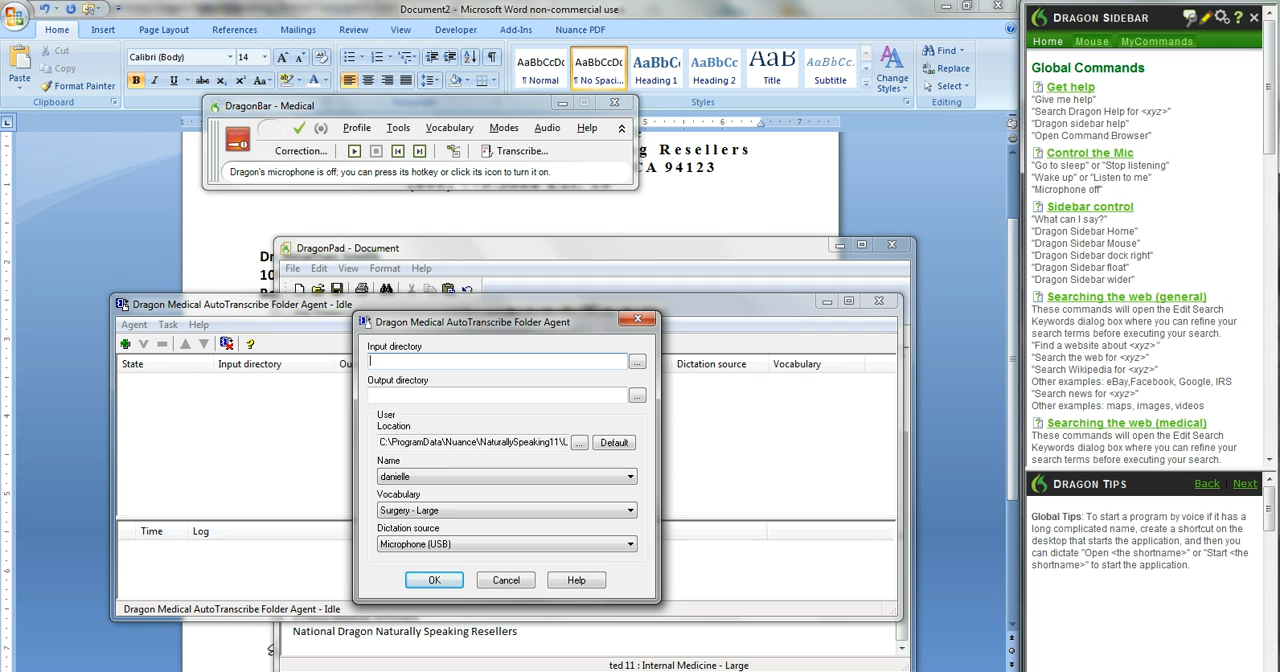 Document2 - Microsoft Word non-commercial use
Home Insert Page Layout References Mailings Review View Developer Add-Ins Nuance PDF
Paste
Cut
Copy
Format Painter
Clipboard
Calibri (Body) 14
B I U abc X₂ X² Aa
AaBbCcDc AaBbCcDc AaBbC AaBbCc AaB AaBbCc.
¶ Normal ¶ No Spaci... Heading 1 Heading 2 Title Subtitle
Change Styles
Styles
Find
Replace
Select
Editing
DragonBar - Medical
Profile Tools Vocabulary Modes Audio Help
Correction... Transcribe...
Dragon's microphone is off; you can press its hotkey or click its icon to turn it on.
g Resellers
CA 94123
DragonPad - Document
File Edit View Format Help
Dragon Medical AutoTranscribe Folder Agent - Idle
Agent Task Help
State Input directory Ou Dictation source Vocabulary
Time Log
Dragon Medical AutoTranscribe Folder Agent - Idle
Dragon Medical AutoTranscribe Folder Agent
Input directory
...
Output directory
...
User
Location
C:\ProgramData\Nuance\NaturallySpeaking11\U ... Default
Name
danielle
Vocabulary
Surgery - Large
Dictation source
Microphone (USB)
OK Cancel Help
National Dragon Naturally Speaking Resellers
ted 11 : Internal Medicine - Large
DRAGON SIDEBAR
Home Mouse MyCommands
Global Commands
Get help
"Give me help"
"Search Dragon Help for <xyz>"
"Dragon sidebar help"
"Open Command Browser"
Control the Mic
"Go to sleep" or "Stop listening"
"Wake up" or "Listen to me"
"Microphone off"
Sidebar control
"What can I say?"
"Dragon Sidebar Home"
"Dragon Sidebar Mouse"
"Dragon Sidebar dock right"
"Dragon Sidebar float"
"Dragon Sidebar wider"
Searching the web (general)
These commands will open the Edit Search
Keywords dialog box where you can refine your
search terms before executing your search.
"Find a website about <xyz>"
"Search the web for <xyz>"
"Search Wikipedia for <xyz>"
Other examples: eBay,Facebook, Google, IRS
"Search news for <xyz>"
Other examples: maps, images, videos
Searching the web (medical)
These commands will open the Edit Search
Keywords dialog box where you can refine your
search terms before executing your search.
DRAGON TIPS Back Next
Global Tips: To start a program by voice if it has a
long complicated name, create a shortcut on the
desktop that starts the application, and then you
can dictate "Open <the shortname>" or "Start <the
shortname>" to start the application.